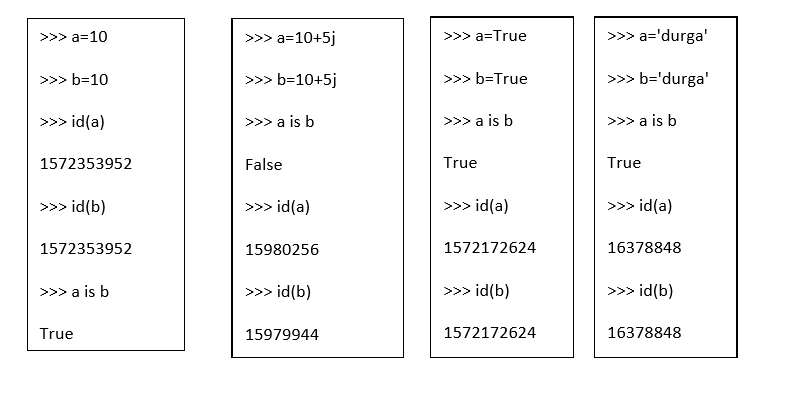 >>> a=10
>>> b=10
>>> id(a)
1572353952
>>> id(b)
1572353952
>>> a is b
True
>>> a=10+5j
>>> b=10+5j
>>> a is b
False
>>> id(a)
15980256
>>> id(b)
15979944
>>> a=True
>>> b=True
>>> a is b
True
>>> id(a)
1572172624
>>> id(b)
1572172624
>>> a='durga'
>>> b='durga'
>>> a is b
True
>>> id(a)
16378848
>>> id(b)
16378848